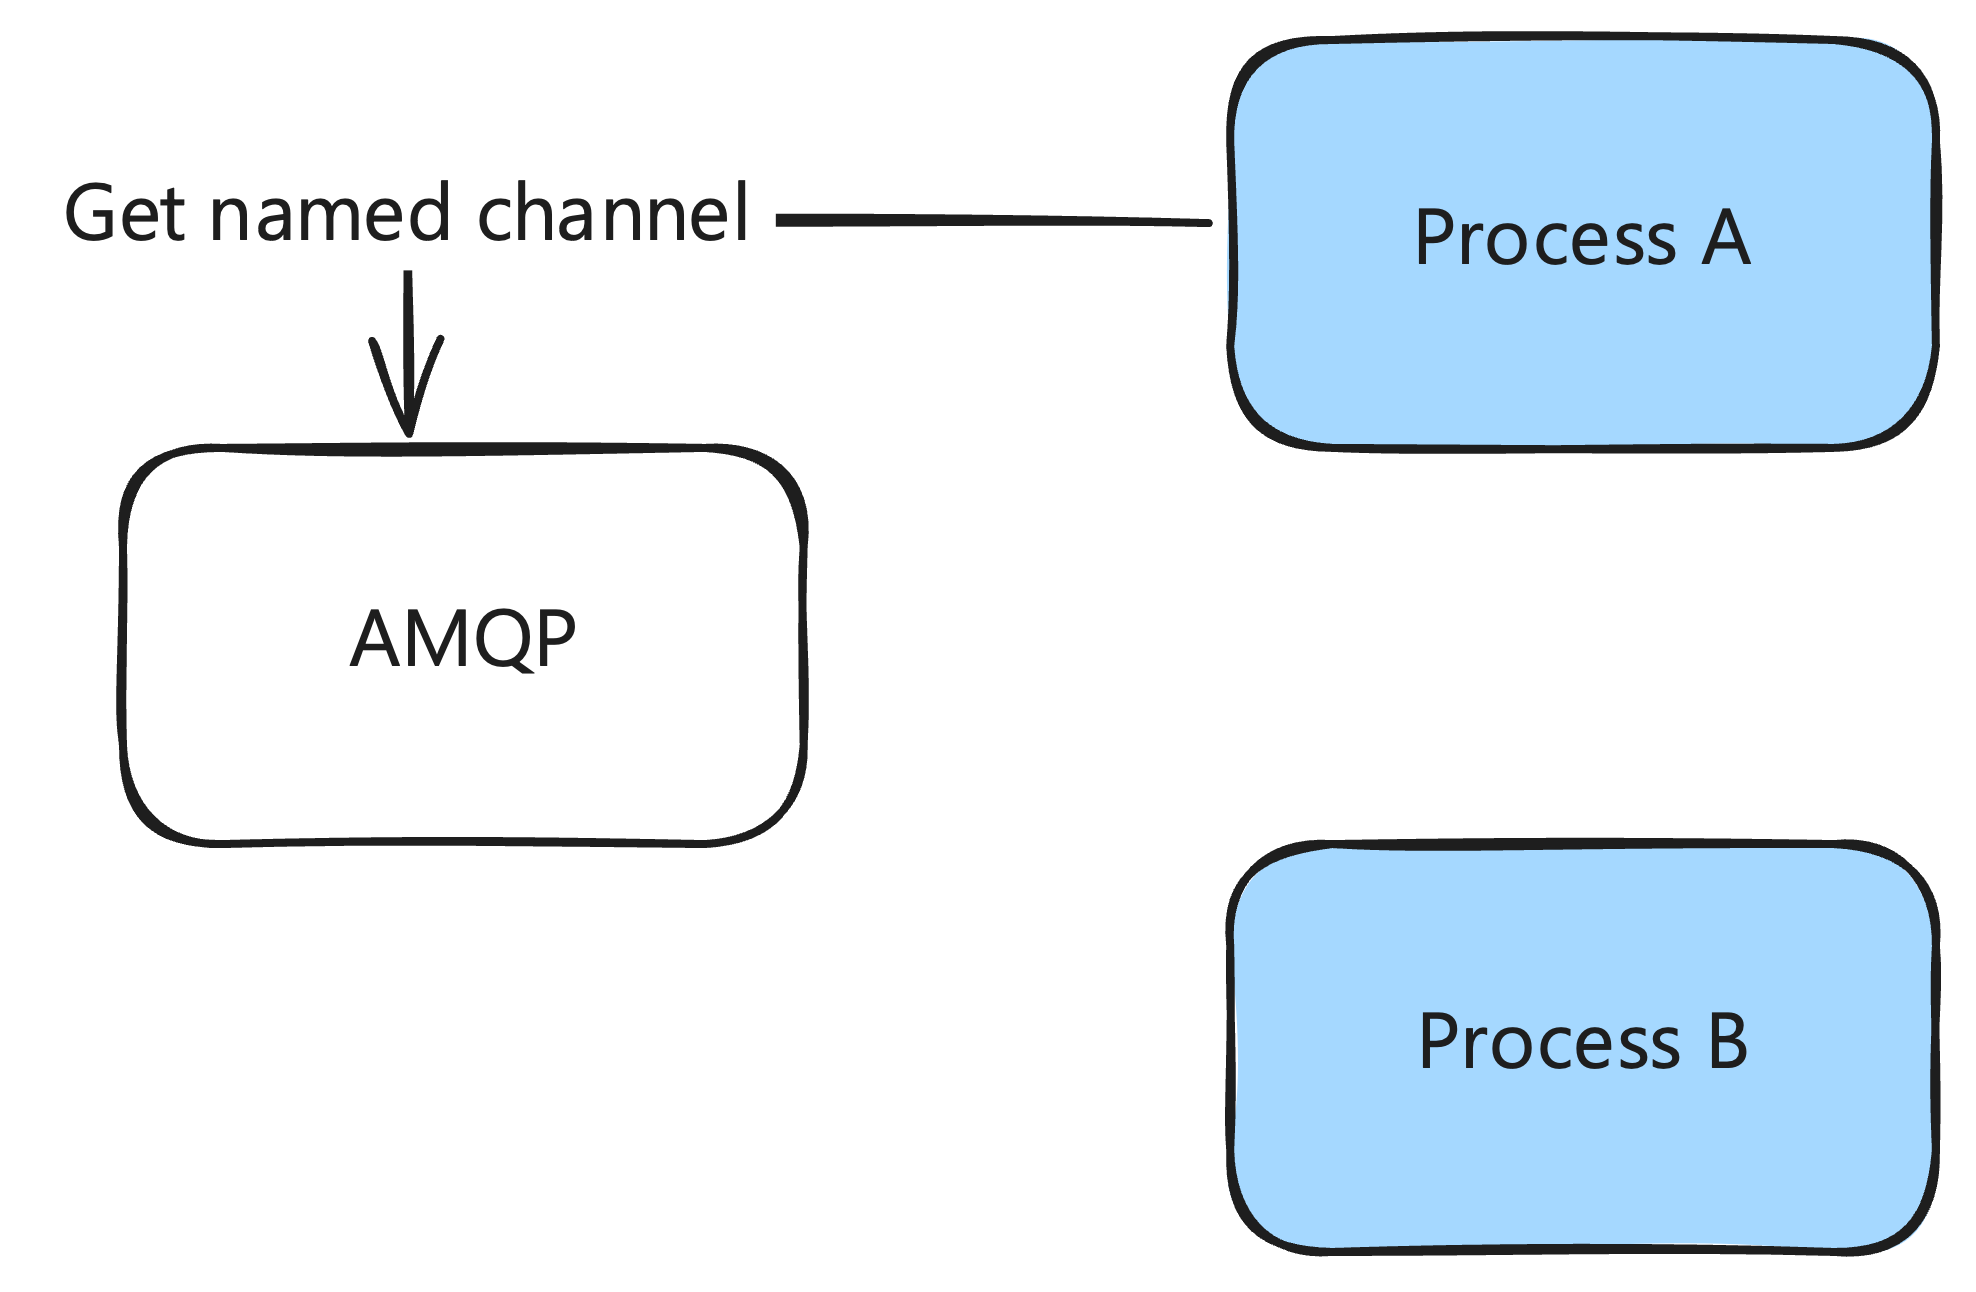 Process A
Get named channel
AMQP
Process B